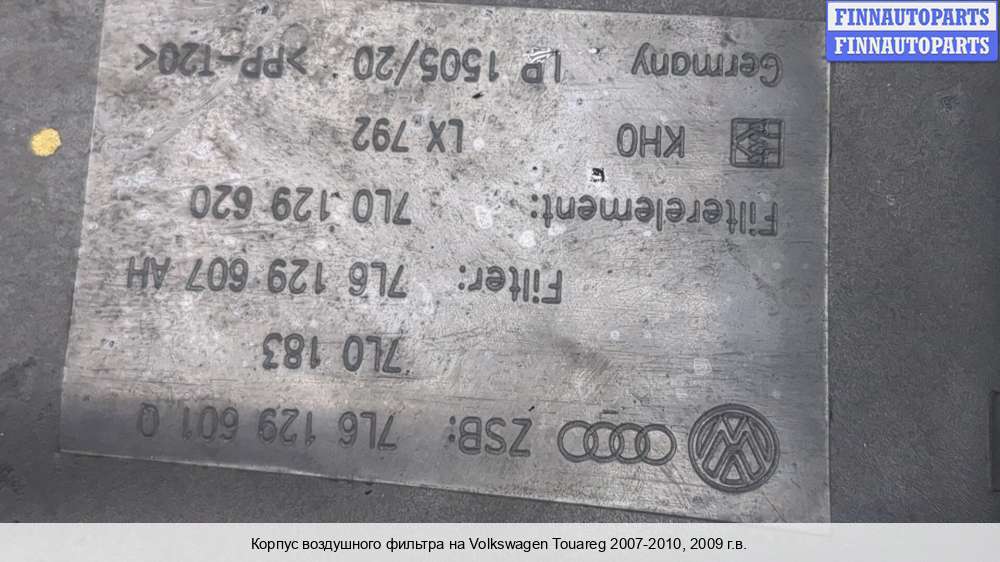 FINNAUTOPARTS
FINNAUTOPARTS
ZSB: 7L6 129 601 Q
7L0 183
Filter: 7L6 129 607 AH
Filterelement: 7L0 129 620
KHO LX 792
Germany LP 1505/20 >PP-T20<
Корпус воздушного фильтра на Volkswagen Touareg 2007-2010, 2009 г.в.